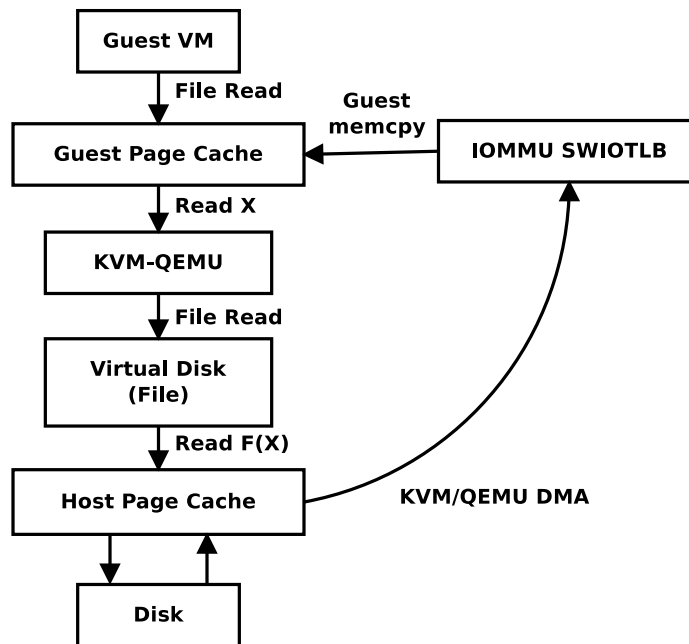 Guest VM
File Read
Guest
memcpy
Guest Page Cache
IOMMU SWIOTLB
Read X
KVM-QEMU
File Read
Virtual Disk
(File)
Read F(X)
Host Page Cache
KVM/QEMU DMA
Disk